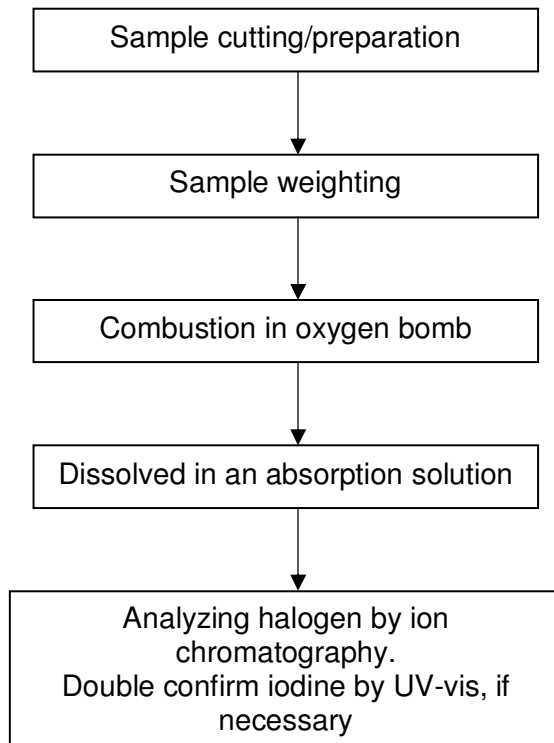 Sample cutting/preparation
Sample weighting
Combustion in oxygen bomb
Dissolved in an absorption solution
Analyzing halogen by ion
chromatography.
Double confirm iodine by UV-vis, if
necessary